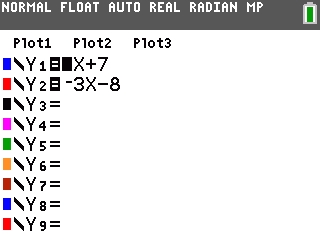 NORMAL FLOAT AUTO REAL RADIAN MP
Plot1 Plot2 Plot3
\Y1=X+7
\Y2=⁻3X−8
\Y3=
\Y4=
\Y5=
\Y6=
\Y7=
\Y8=
\Y9=